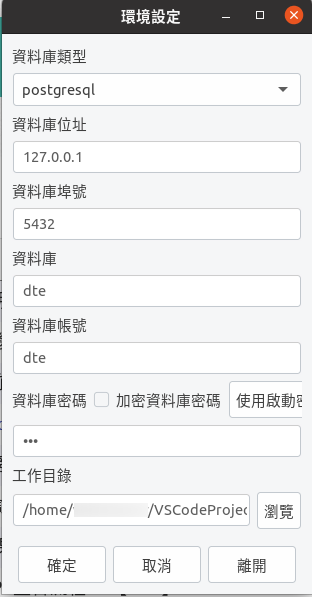 環境設定
資料庫類型
postgresql
資料庫位址
127.0.0.1
資料庫埠號
5432
資料庫
dte
資料庫帳號
dte
資料庫密碼 加密資料庫密碼 使用啟動密
•••
工作目錄
/home/ /VSCodeProjec 瀏覽
確定 取消 離開